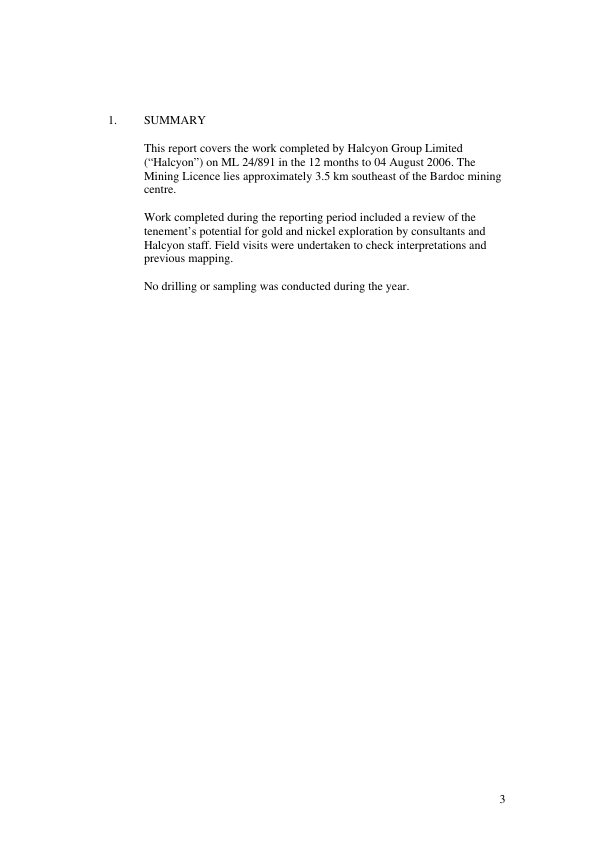 1. SUMMARY
This report covers the work completed by Halcyon Group Limited
(“Halcyon”) on ML 24/891 in the 12 months to 04 August 2006. The
Mining Licence lies approximately 3.5 km southeast of the Bardoc mining
centre.
Work completed during the reporting period included a review of the
tenement’s potential for gold and nickel exploration by consultants and
Halcyon staff. Field visits were undertaken to check interpretations and
previous mapping.
No drilling or sampling was conducted during the year.
3